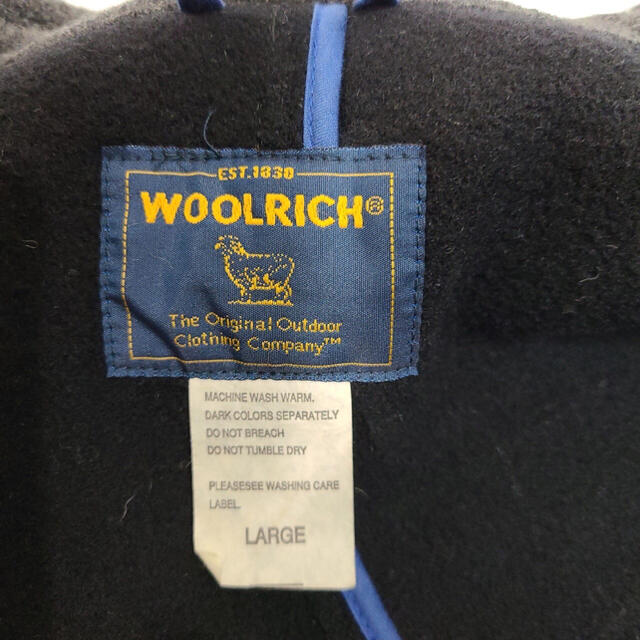 EST.1830
WOOLRICH®
The Original Outdoor
Clothing Company™
MACHINE WASH WARM.
DARK COLORS SEPARATELY
DO NOT BREACH
DO NOT TUMBLE DRY
PLEASESEE WASHING CARE
LABEL.
LARGE